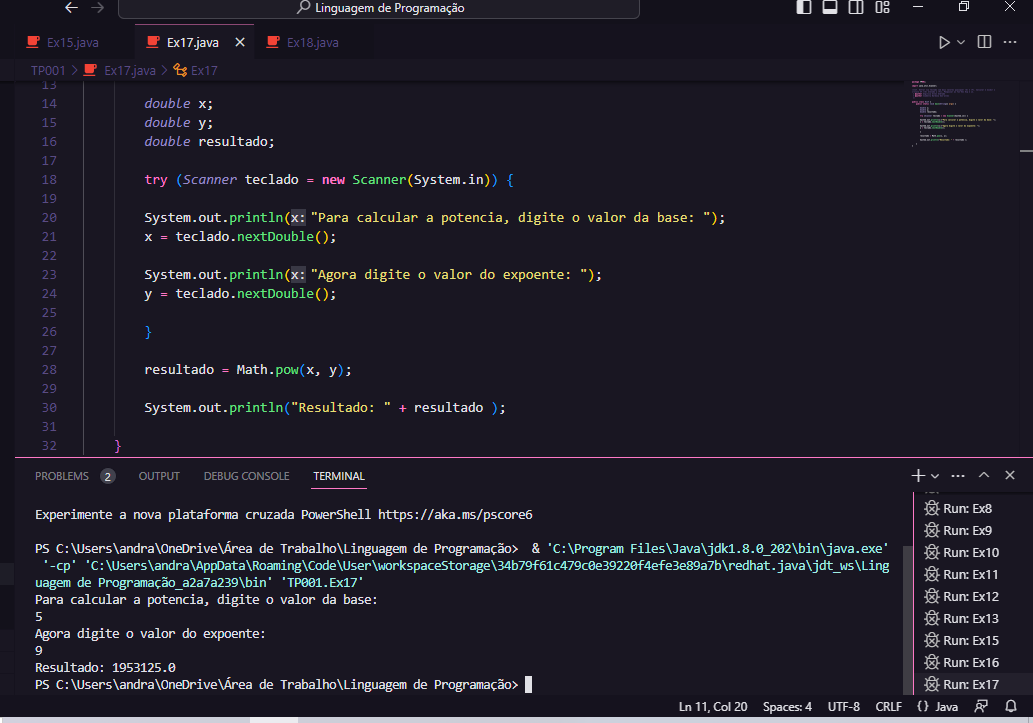 Linguagem de Programação
Ex15.java
Ex17.java
Ex18.java
TP001 > Ex17.java > Ex17
13
14 double x;
15 double y;
16 double resultado;
17
18 try (Scanner teclado = new Scanner(System.in)) {
19
20 System.out.println(x: "Para calcular a potencia, digite o valor da base: ");
21 x = teclado.nextDouble();
22
23 System.out.println(x: "Agora digite o valor do expoente: ");
24 y = teclado.nextDouble();
25
26 }
27
28 resultado = Math.pow(x, y);
29
30 System.out.println("Resultado: " + resultado );
31
32 }
PROBLEMS 2 OUTPUT DEBUG CONSOLE TERMINAL
Experimente a nova plataforma cruzada PowerShell https://aka.ms/pscore6
PS C:\Users\andra\OneDrive\Área de Trabalho\Linguagem de Programação> & 'C:\Program Files\Java\jdk1.8.0_202\bin\java.exe'
'-cp' 'C:\Users\andra\AppData\Roaming\Code\User\workspaceStorage\34b79f61c479c0e39220f4efe3e89a7b\redhat.java\jdt_ws\Ling
uagem de Programação_a2a7a239\bin' 'TP001.Ex17'
Para calcular a potencia, digite o valor da base:
5
Agora digite o valor do expoente:
9
Resultado: 1953125.0
PS C:\Users\andra\OneDrive\Área de Trabalho\Linguagem de Programação>
Run: Ex8
Run: Ex9
Run: Ex10
Run: Ex11
Run: Ex12
Run: Ex13
Run: Ex15
Run: Ex16
Run: Ex17
Ln 11, Col 20 Spaces: 4 UTF-8 CRLF {} Java